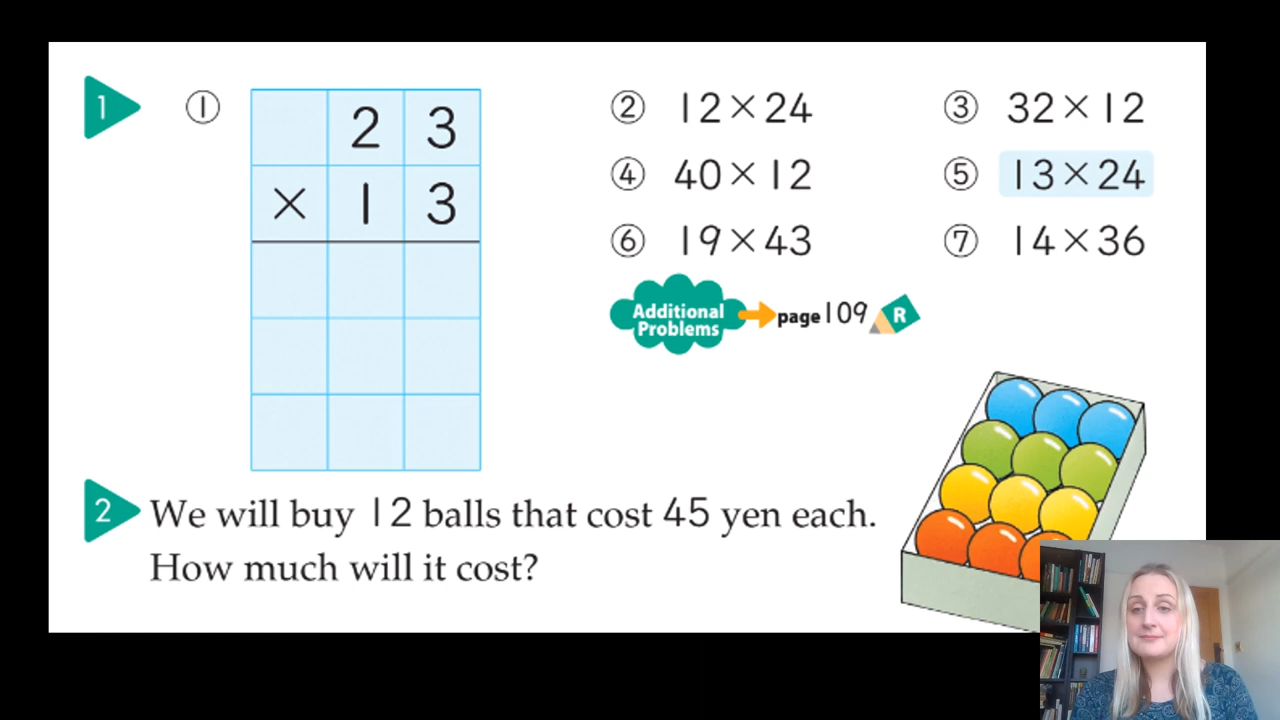 1 ① 2 3
× 1 3
② 12×24 ③ 32×12
④ 40×12 ⑤ 13×24
⑥ 19×43 ⑦ 14×36
Additional
Problems
page 109 R
2 We will buy 12 balls that cost 45 yen each.
How much will it cost?